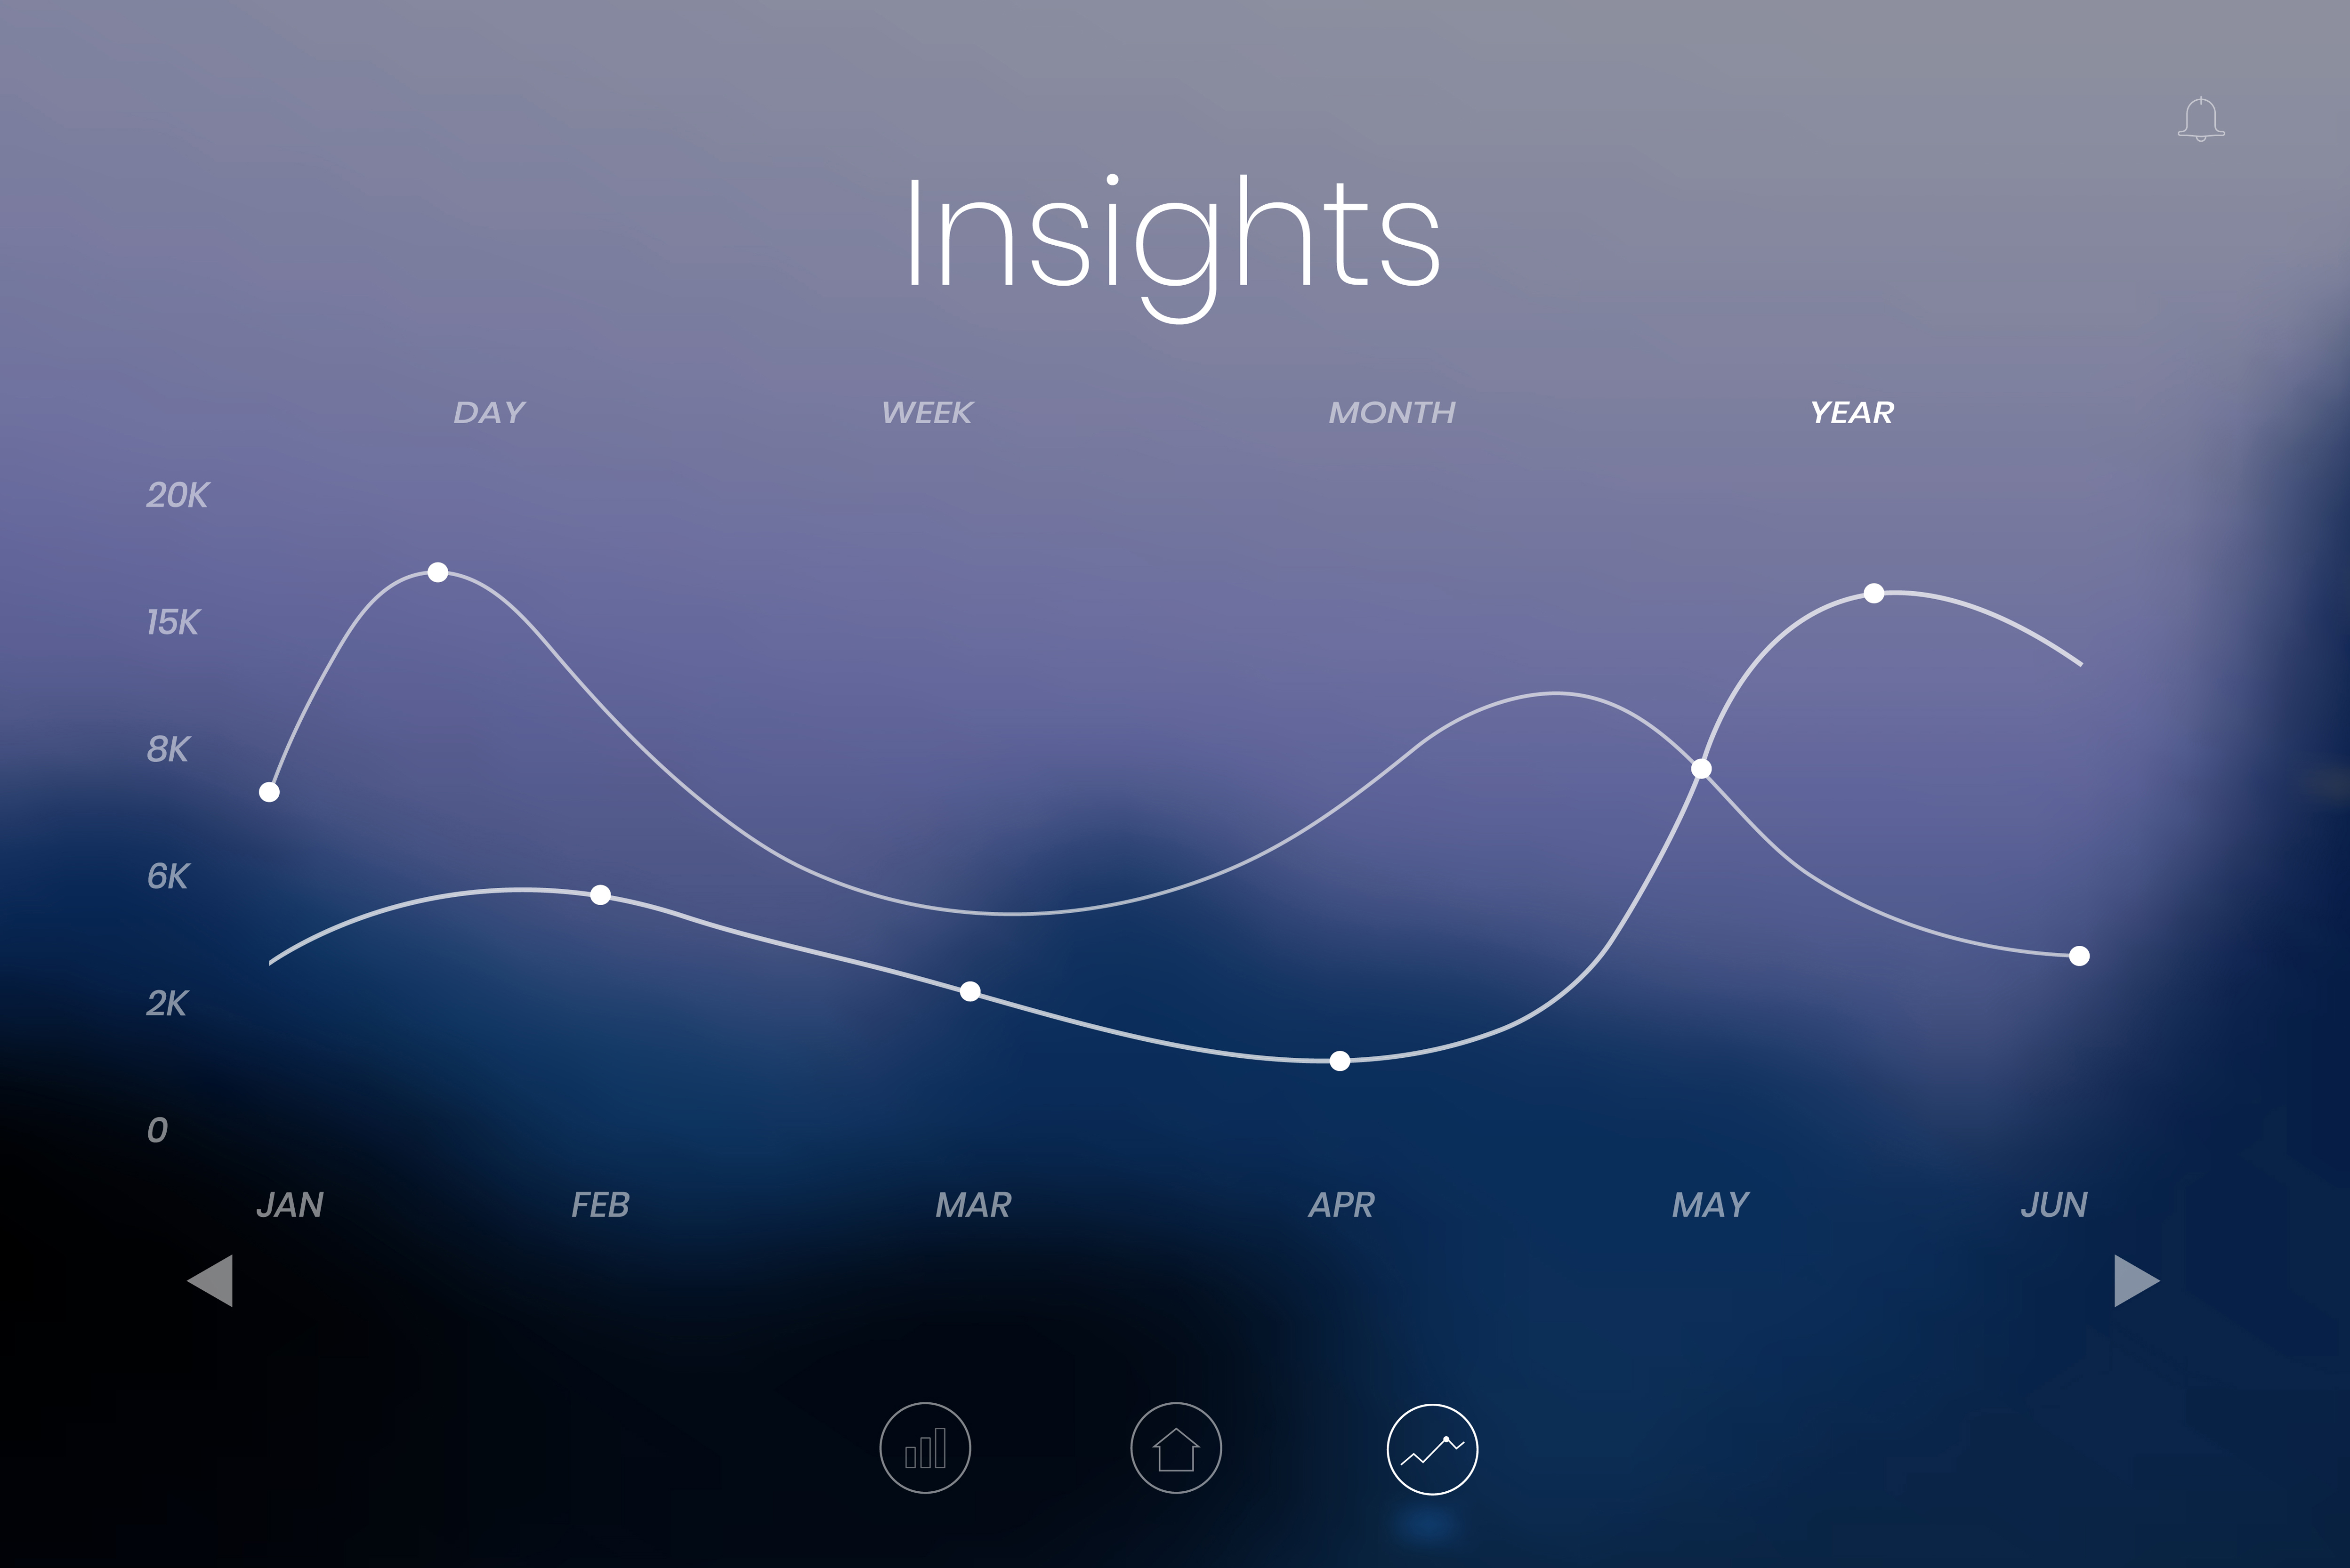 Insights
DAY WEEK MONTH YEAR
20K
15K
8K
6K
2K
0
JAN FEB MAR APR MAY JUN